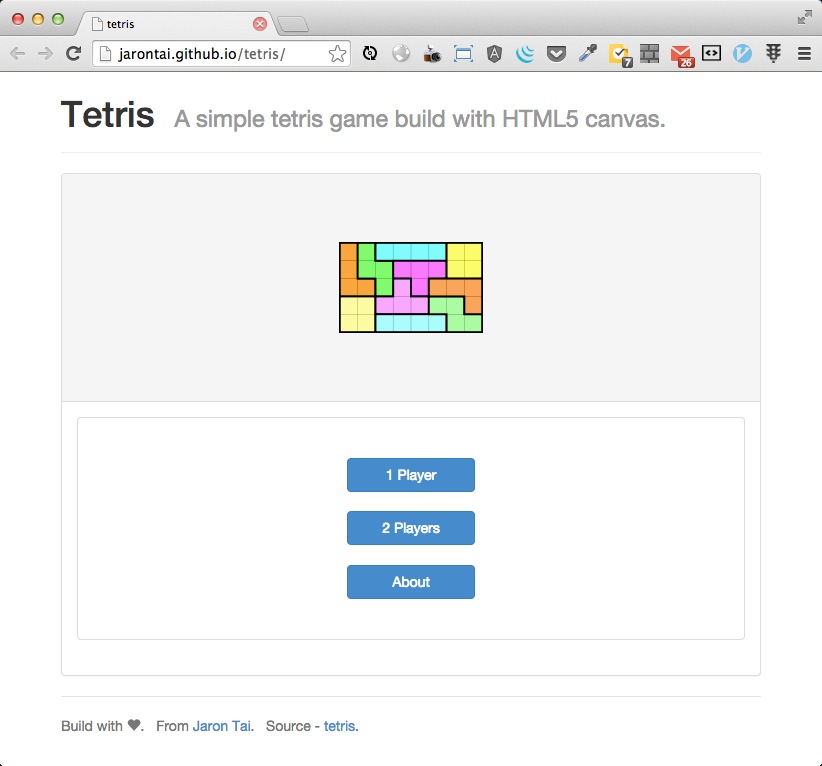 tetris
jarontai.github.io/tetris/
7
26
Tetris A simple tetris game build with HTML5 canvas.
1 Player
2 Players
About
Build with ♥. From Jaron Tai. Source - tetris.